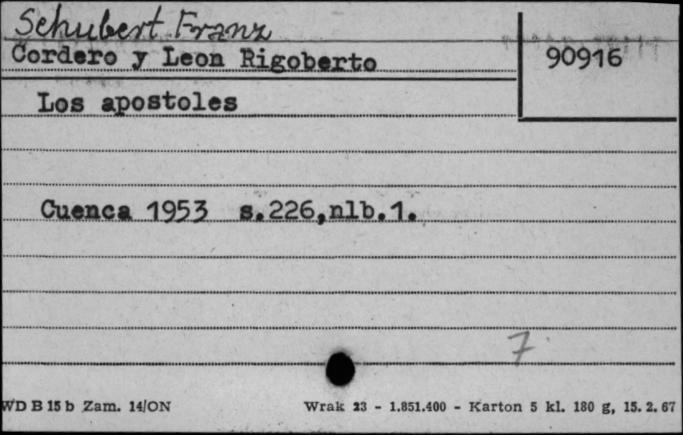 Schubert Franz
Cordero y Leon Rigoberto
90916
Los apostoles
Cuenca 1953 s.226,nlb.1.
7
WD B 15 b Zam. 14/ON
Wrak 23 - 1.851.400 - Karton 5 kl. 180 g, 15. 2. 67